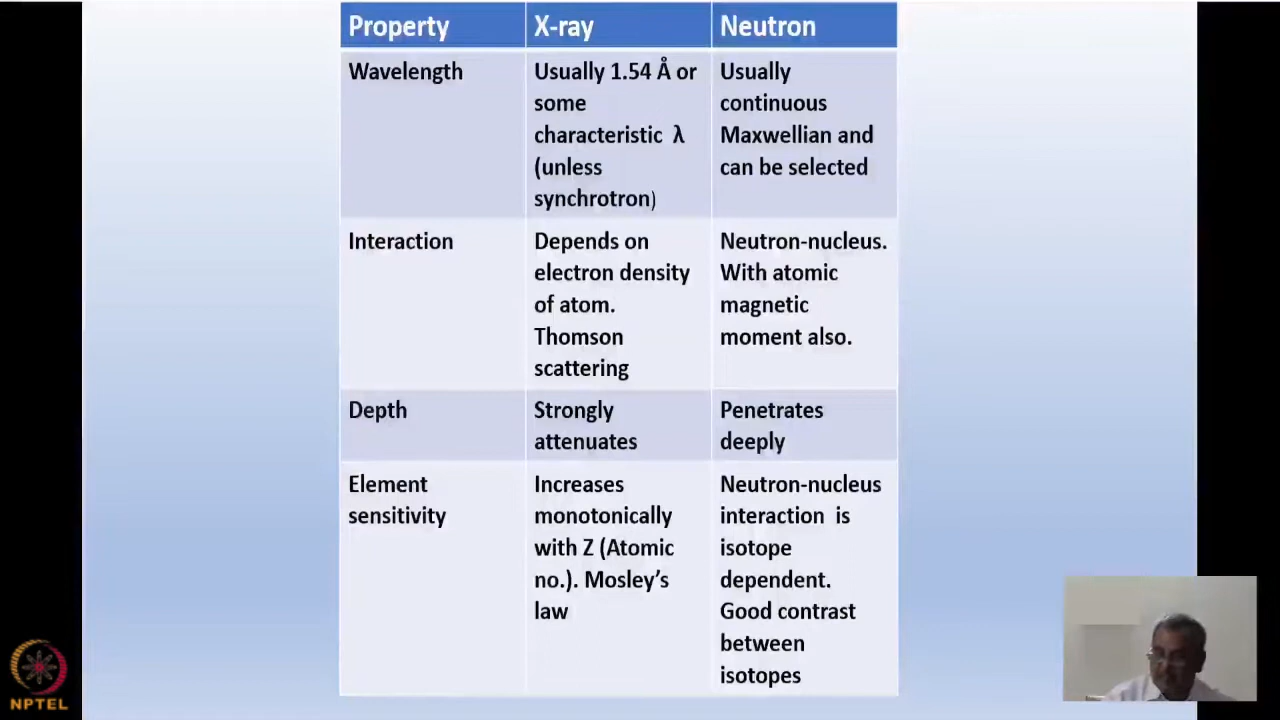 Property X-ray Neutron
Wavelength
Usually 1.54 Å or
some
characteristic λ
(unless
synchrotron)
Usually
continuous
Maxwellian and
can be selected
Interaction
Depends on
electron density
of atom.
Thomson
scattering
Neutron-nucleus.
With atomic
magnetic
moment also.
Depth
Strongly
attenuates
Penetrates
deeply
Element
sensitivity
Increases
monotonically
with Z (Atomic
no.). Mosley’s
law
Neutron-nucleus
interaction is
isotope
dependent.
Good contrast
between
isotopes
NPTEL